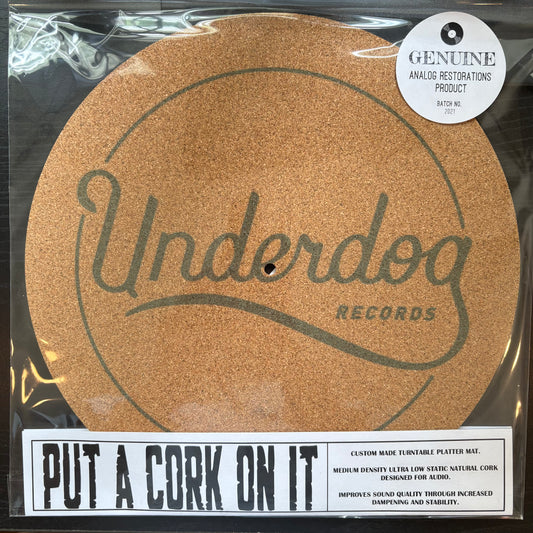 GENUINE
ANALOG RESTORATIONS
PRODUCT
BATCH NO.
2021
Underdog
RECORDS
PUT A CORK ON IT
CUSTOM MADE TURNTABLE PLATTER MAT.
MEDIUM DENSITY ULTRA LOW STATIC NATURAL CORK
DESIGNED FOR AUDIO.
IMPROVES SOUND QUALITY THROUGH INCREASED
DAMPENING AND STABILITY.